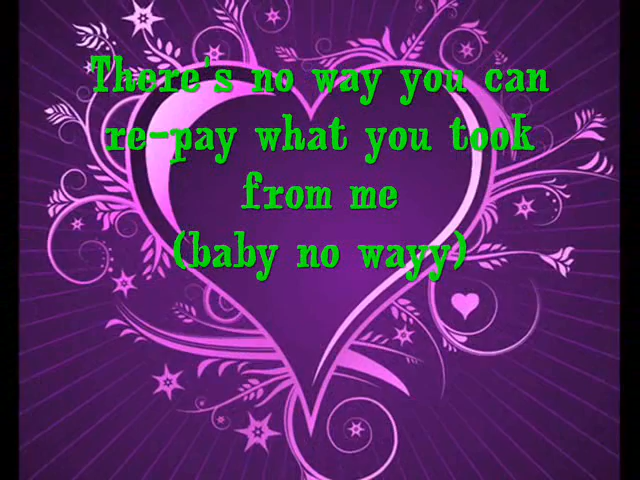 There's no way you can
re-pay what you took
from me
(baby no wayy)